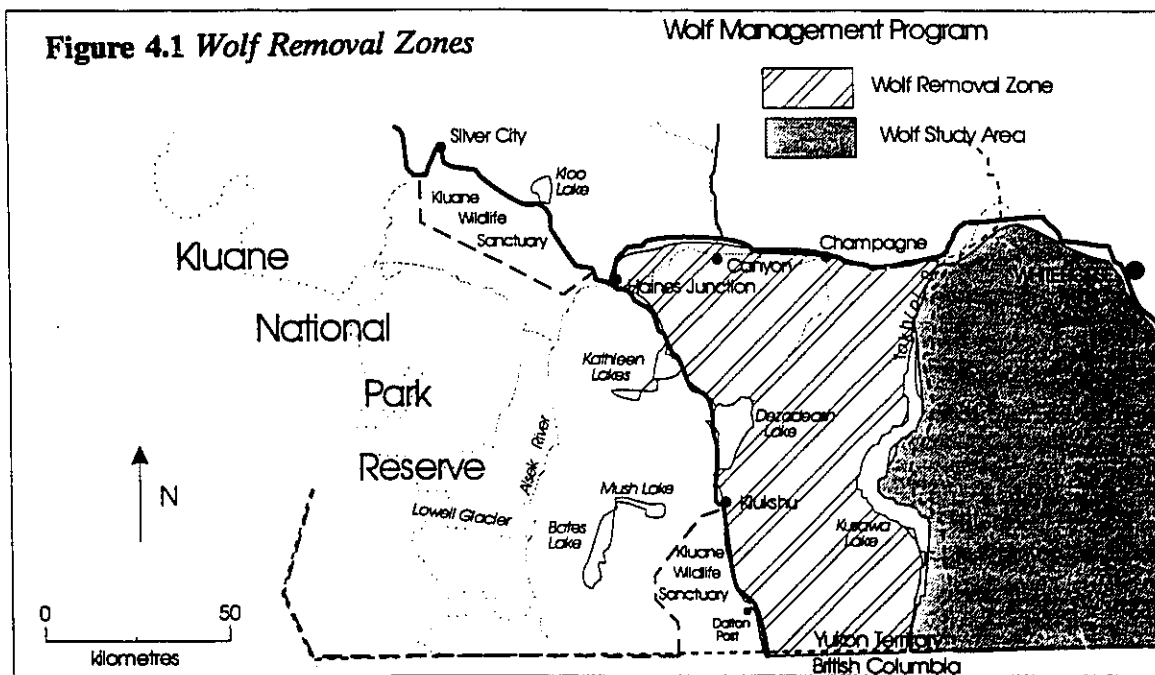 Figure 4.1 Wolf Removal Zones
Wolf Management Program
Wolf Removal Zone
Wolf Study Area
Silver City
Kloo
Lake
Kluane
Wildlife
Sanctuary
Champagne
Canyon
Haines Junction
WHITEHORSE
Kluane
National
Park
Reserve
Kathleen
Lakes
Dezadeash
Lake
Alsek River
N
Lowell Glacier
Mush Lake
Bates
Lake
Klukshu
Kusawa
Lake
Kluane
Wildlife
Sanctuary
Dalton
Post
0 50
kilometres
Yukon Territory
British Columbia